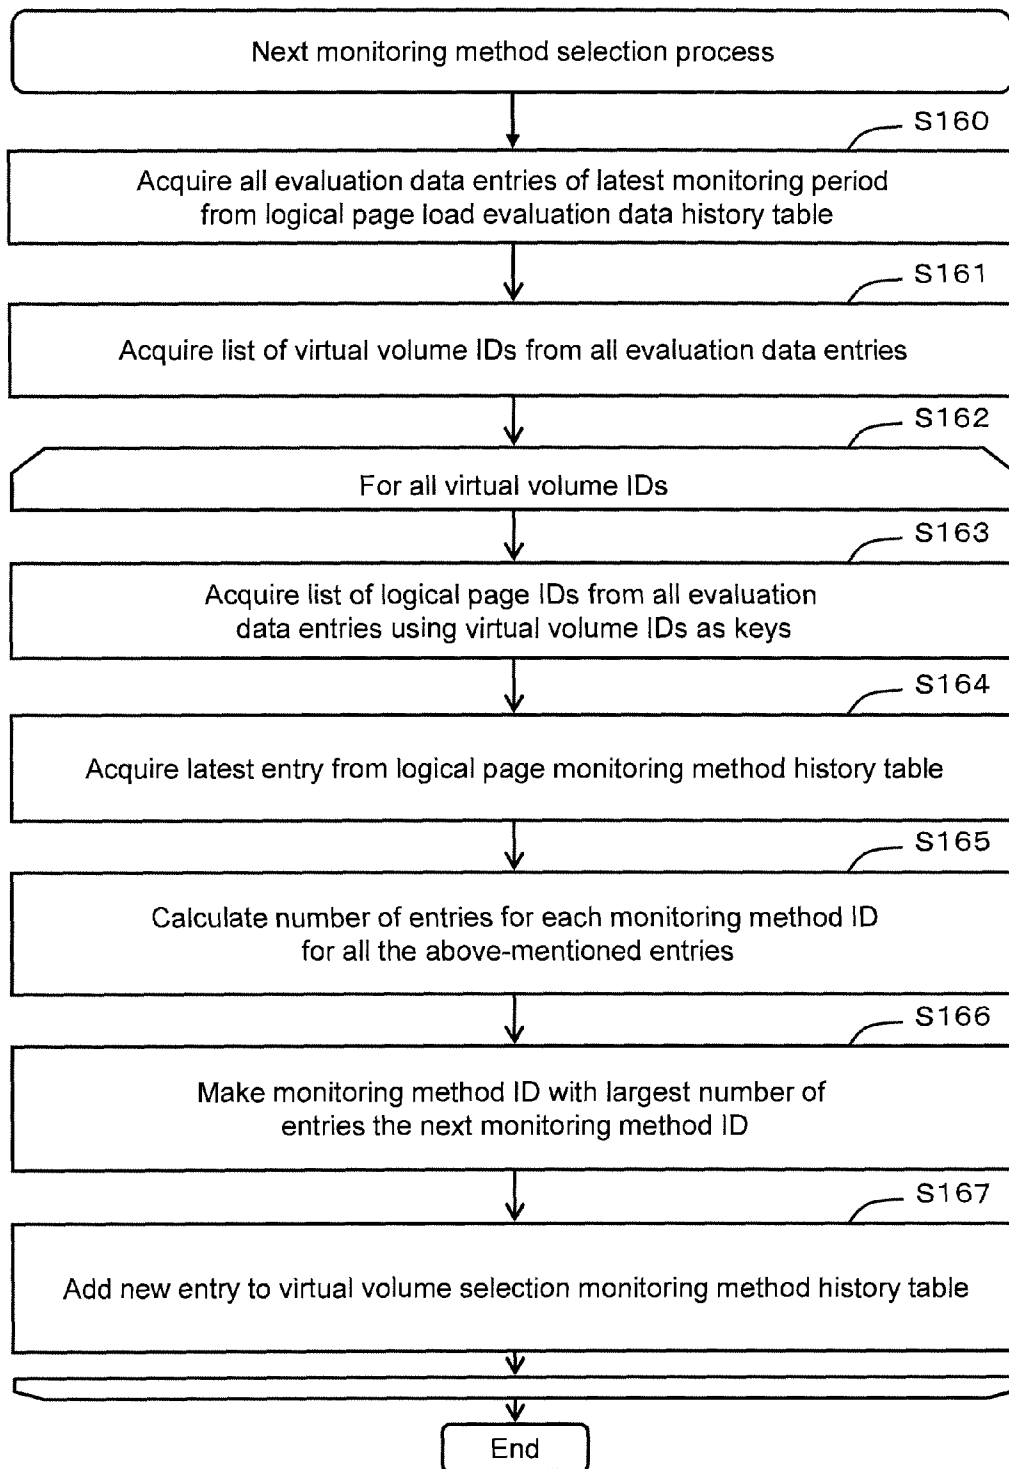 Next monitoring method selection process
S160
Acquire all evaluation data entries of latest monitoring period
from logical page load evaluation data history table
S161
Acquire list of virtual volume IDs from all evaluation data entries
S162
For all virtual volume IDs
S163
Acquire list of logical page IDs from all evaluation
data entries using virtual volume IDs as keys
S164
Acquire latest entry from logical page monitoring method history table
S165
Calculate number of entries for each monitoring method ID
for all the above-mentioned entries
S166
Make monitoring method ID with largest number of
entries the next monitoring method ID
S167
Add new entry to virtual volume selection monitoring method history table
End